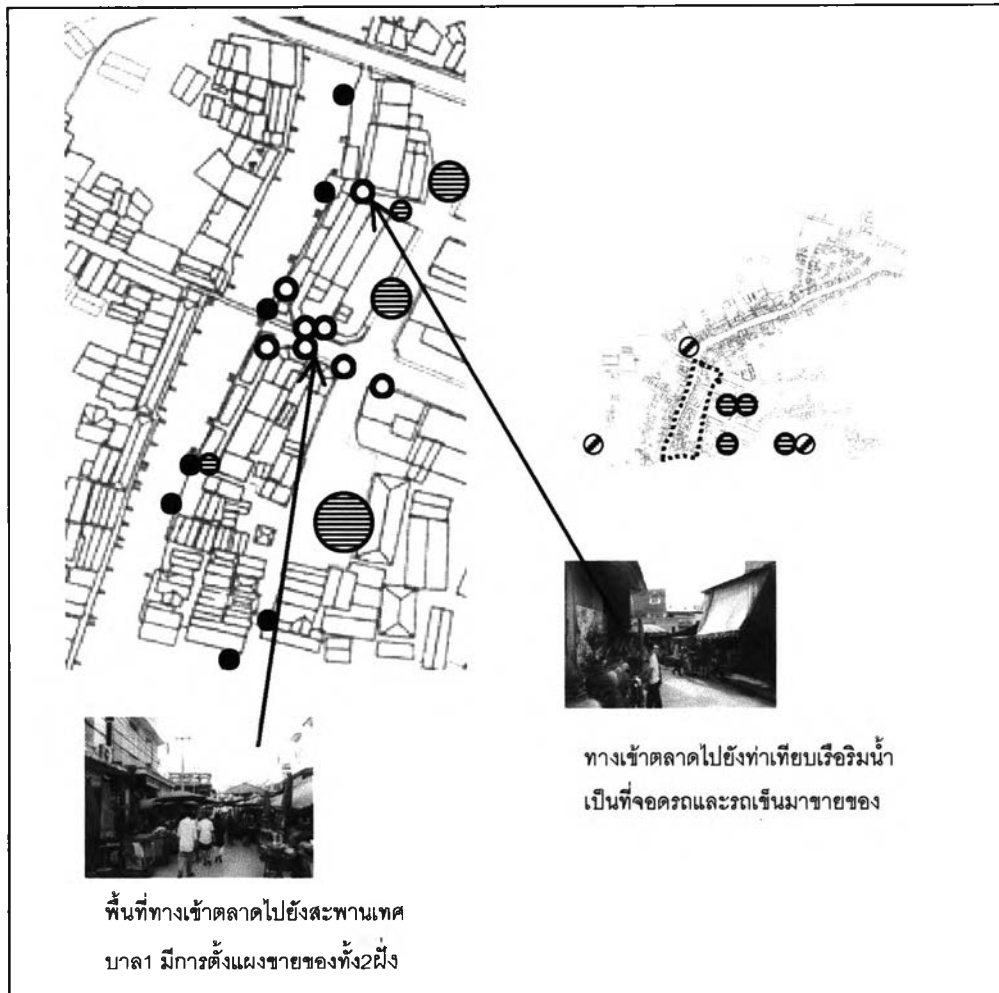 ทางเข้าตลาดไปยังท่าเทียบเรือริมน้ำ
เป็นที่จอดรถและรถเข็นมาขายของ
พื้นที่ทางเข้าตลาดไปยังสะพานเทศ
บาล1 มีการตั้งแผงขายของทั้ง2ฝั่ง